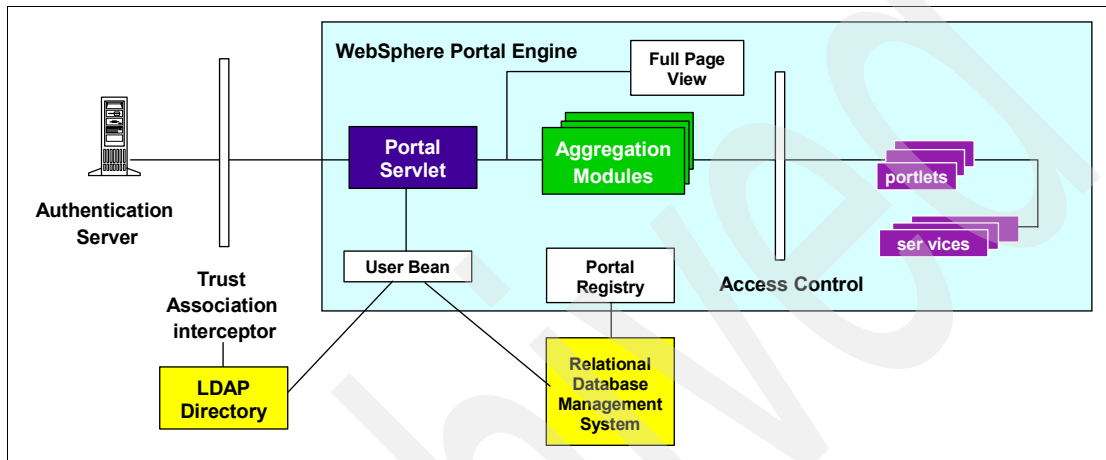 WebSphere Portal Engine
Full Page
View
Portal
Servlet
Aggregation
Modules
portlets
ser vices
Authentication
Server
User Bean
Portal
Registry
Access Control
Trust
Association
interceptor
LDAP
Directory
Relational
Database
Management
System